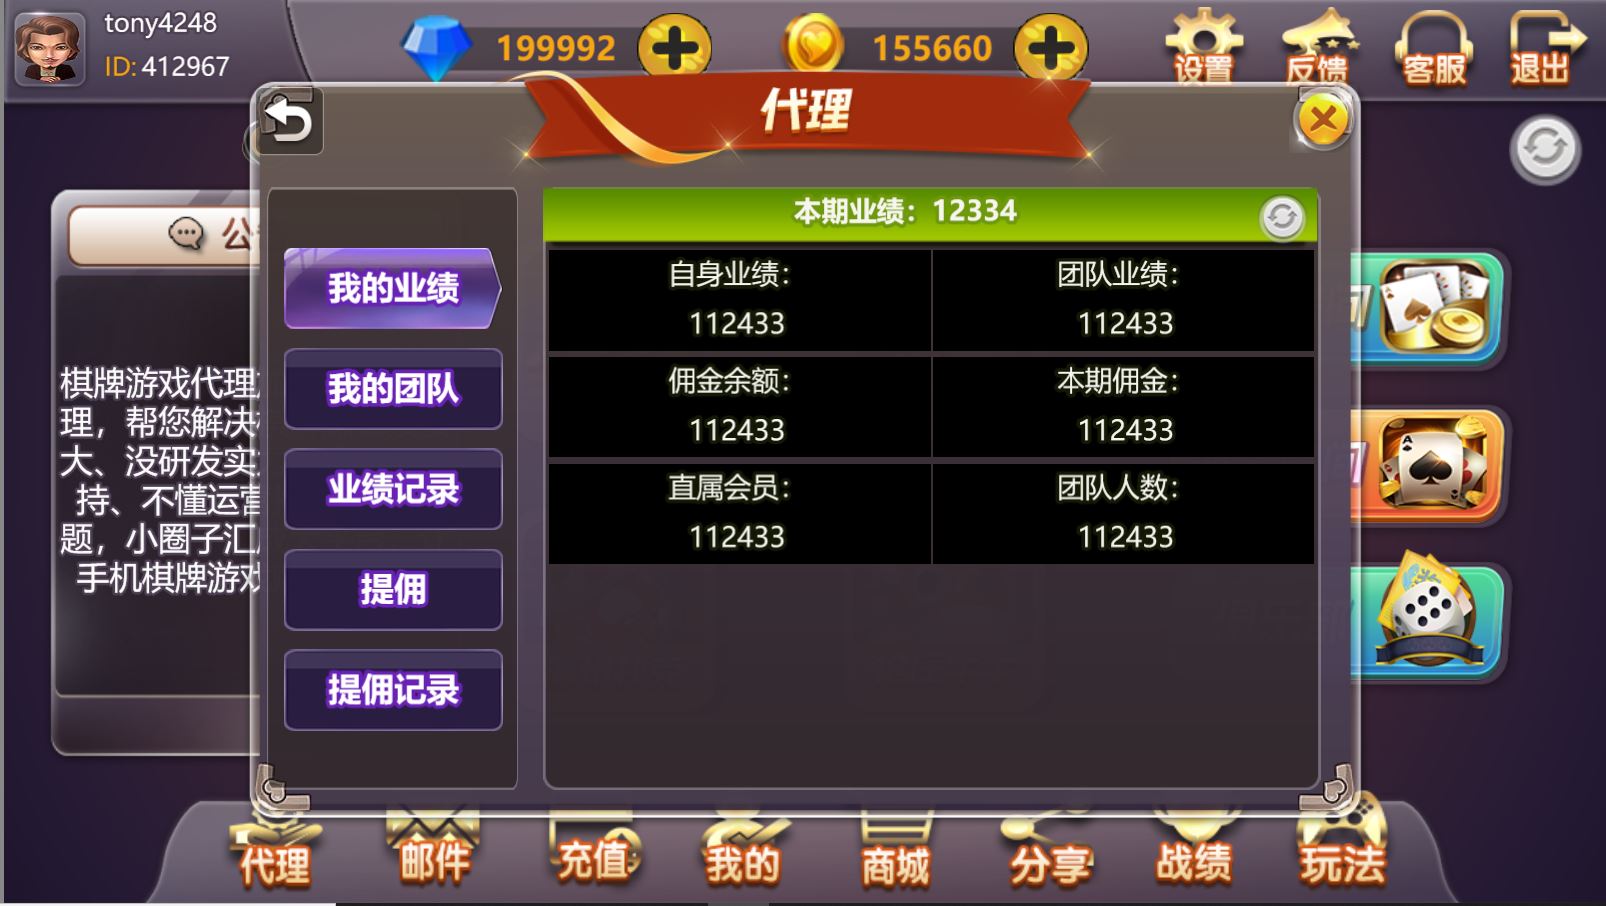 tony4248
ID: 412967
199992
155660
设置
反馈
客服
退出
代理
公
棋牌游戏代理
理，帮您解决
大、没研发实
持、不懂运营
题，小圈子汇
手机棋牌游戏
我的业绩
我的团队
业绩记录
提佣
提佣记录
本期业绩：12334
自身业绩：
112433
团队业绩：
112433
佣金余额：
112433
本期佣金：
112433
直属会员：
112433
团队人数：
112433
代理
邮件
充值
我的
商城
分享
战绩
玩法